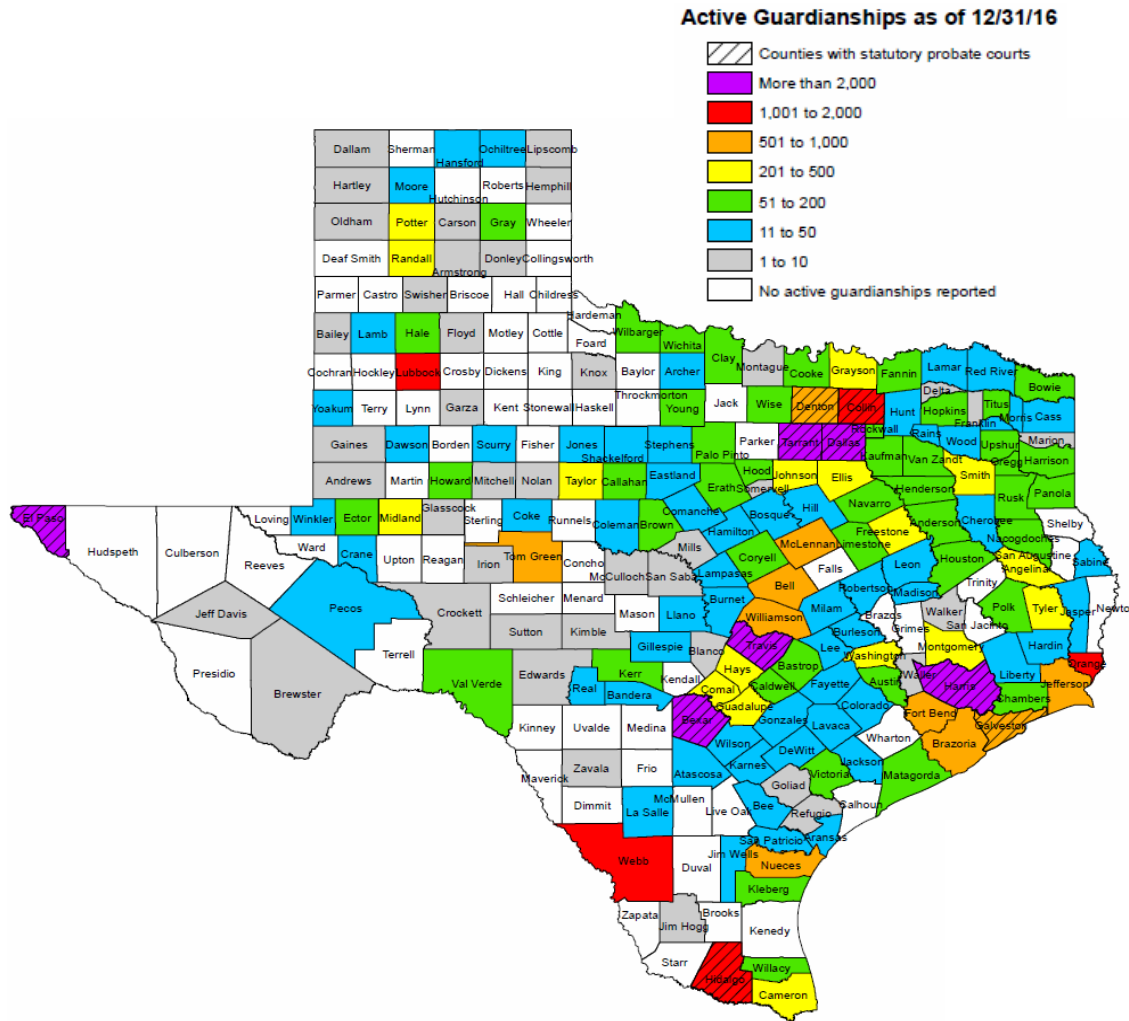 Active Guardianships as of 12/31/16
Counties with statutory probate courts
More than 2,000
1,001 to 2,000
501 to 1,000
201 to 500
51 to 200
11 to 50
1 to 10
No active guardianships reported
Dallam Sherman Hansford Ochiltree Lipscomb
Hartley Moore Hutchinson Roberts Hemphill
Oldham Potter Carson Gray Wheeler
Deaf Smith Randall Armstrong Donley Collingsworth
Parmer Castro Swisher Briscoe Hall Childress
Hardeman
Bailey Lamb Hale Floyd Motley Cottle Foard Wilbarger Wichita Clay Montague Cooke Grayson Fannin Lamar Red River Bowie
Delta
Cochran Hockley Lubbock Crosby Dickens King Knox Baylor Archer Jack Wise Denton Collin Hunt Hopkins Franklin Titus Morris Cass
Throckmorton
Yoakum Terry Lynn Garza Kent Stonewall Haskell Young Rockwall Rains Wood Upshur Marion
Gaines Dawson Borden Scurry Fisher Jones Shackelford Stephens Palo Pinto Parker Tarrant Dallas Kaufman Van Zandt Gregg Harrison
Andrews Martin Howard Mitchell Nolan Taylor Callahan Eastland Erath Hood Somervell Johnson Ellis Henderson Smith Rusk Panola
El Paso Loving Winkler Ector Midland Glasscock Sterling Coke Runnels Coleman Brown Comanche Hamilton Bosque Hill Navarro Freestone Anderson Cherokee Nacogdoches Shelby
Hudspeth Culberson Reeves Ward Crane Upton Reagan Irion Tom Green Concho McCulloch San Saba Mills Lampasas Coryell McLennan Limestone Falls Leon Houston Angelina San Augustine Sabine
Trinity
Jeff Davis Pecos Crockett Schleicher Menard Mason Llano Burnet Bell Milam Robertson Madison Walker Polk Tyler Jasper Newton
Brazos Grimes San Jacinto
Presidio Brewster Terrell Sutton Kimble Gillespie Blanco Williamson Travis Lee Burleson Washington Montgomery Hardin Liberty Orange
Val Verde Edwards Kerr Real Bandera Kendall Hays Comal Caldwell Bastrop Fayette Austin Waller Harris Chambers Jefferson
Kinney Uvalde Medina Bexar Guadalupe Gonzales Colorado Lavaca Wharton Fort Bend Brazoria Galveston
Maverick Zavala Frio Atascosa Wilson Karnes DeWitt Jackson Victoria Matagorda
Goliad
Dimmit La Salle McMullen Live Oak Bee Refugio Calhoun Aransas
San Patricio
Webb Duval Jim Wells Nueces
Kleberg
Zapata Jim Hogg Brooks Kenedy
Starr Hidalgo Willacy
Cameron